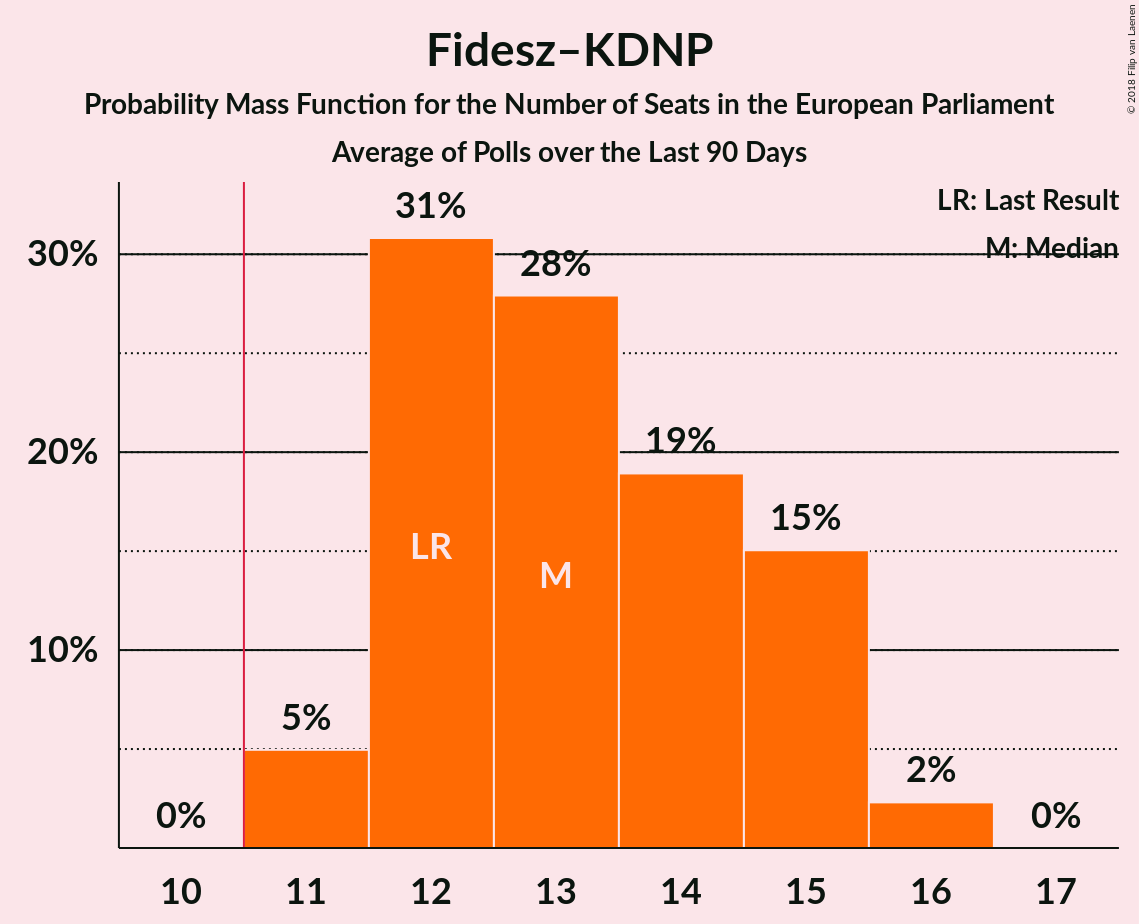 Fidesz–KDNP
Probability Mass Function for the Number of Seats in the European Parliament
Average of Polls over the Last 90 Days
© 2018 Filip van Laenen
LR: Last Result
M: Median
30%
20%
10%
0%
5%
31%
28%
19%
15%
2%
0%
LR
M
10 11 12 13 14 15 16 17